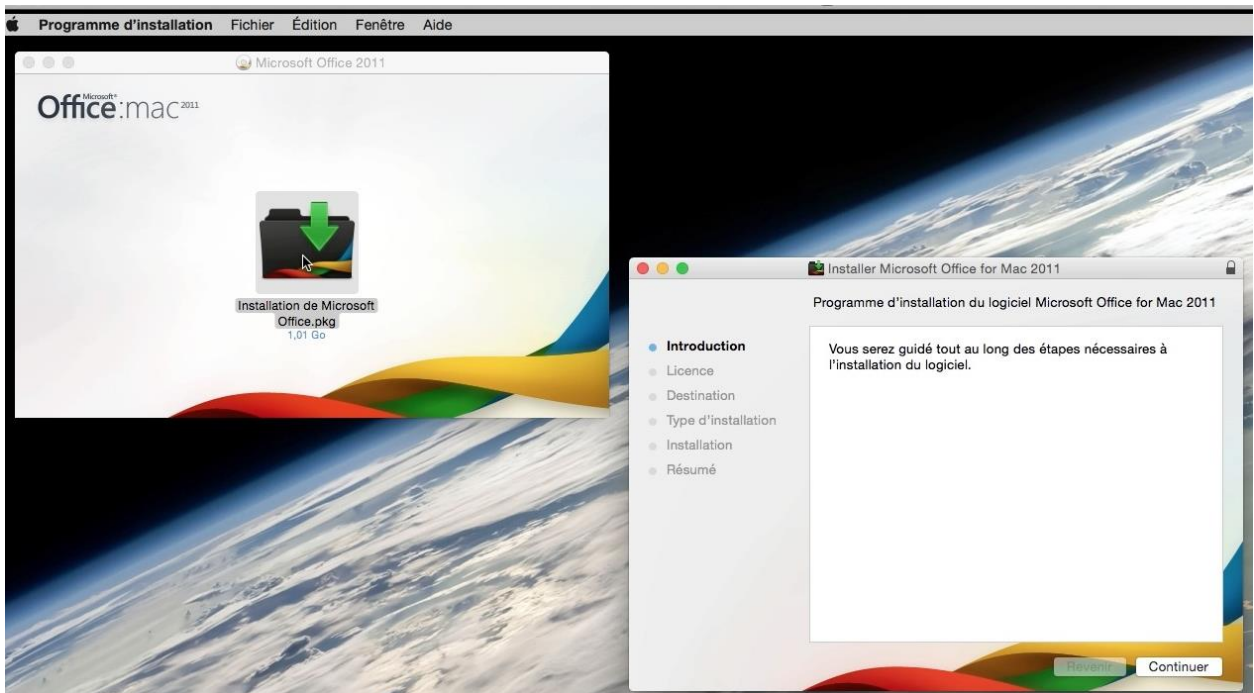 Programme d'installation Fichier Édition Fenêtre Aide
Microsoft Office 2011
Microsoft®
Office:mac 2011
Installation de Microsoft
Office.pkg
1,01 Go
Installer Microsoft Office for Mac 2011
Programme d'installation du logiciel Microsoft Office for Mac 2011
Introduction
Licence
Destination
Type d'installation
Installation
Résumé
Vous serez guidé tout au long des étapes nécessaires à
l'installation du logiciel.
Revenir Continuer